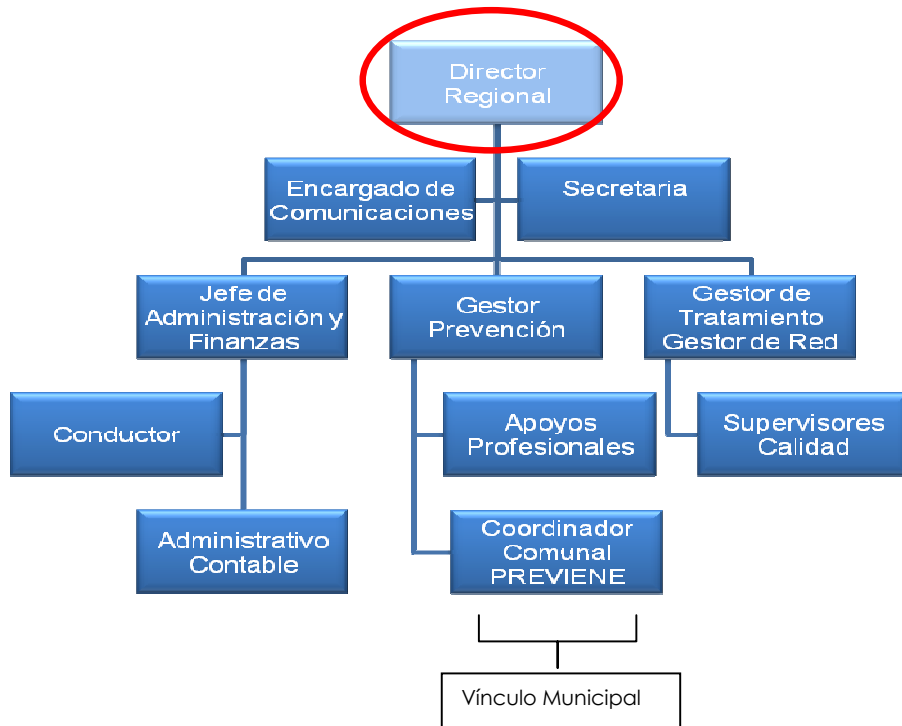 Director
Regional
Encargado de
Comunicaciones
Secretaria
Jefe de
Administración y
Finanzas
Gestor
Prevención
Gestor de
Tratamiento
Gestor de Red
Conductor
Apoyos
Profesionales
Supervisores
Calidad
Administrativo
Contable
Coordinador
Comunal
PREVIENE
Vínculo Municipal